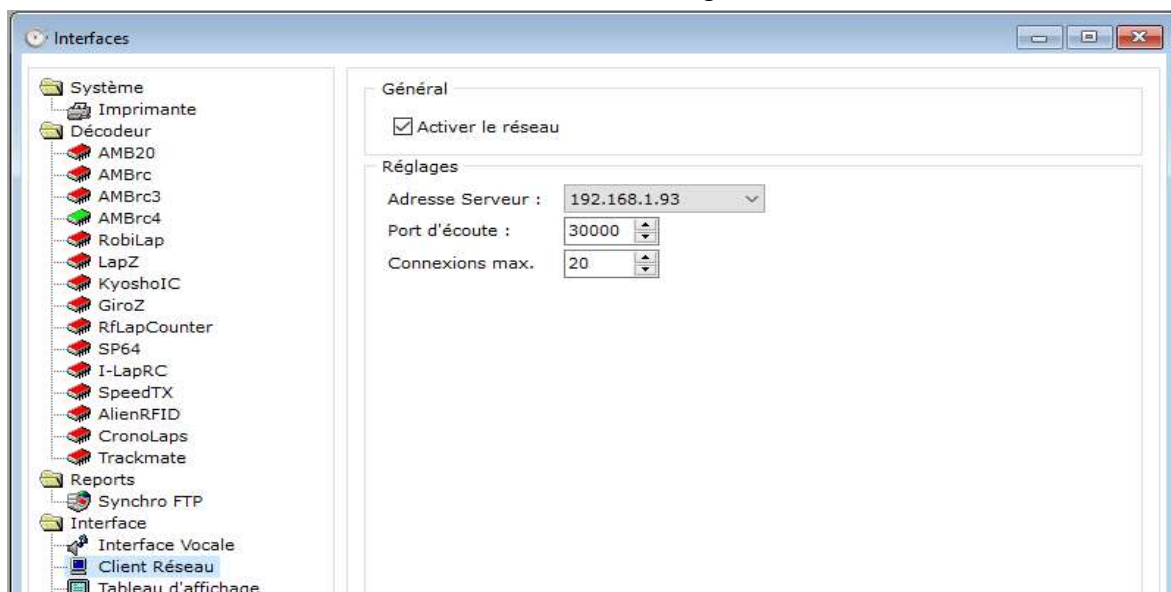 Interfaces
Système
Imprimante
Décodeur
AMB20
AMBrc
AMBrc3
AMBrc4
RobiLap
LapZ
KyoshoIC
GiroZ
RfLapCounter
SP64
I-LapRC
SpeedTX
AlienRFID
CronoLaps
Trackmate
Reports
Synchro FTP
Interface
Interface Vocale
Client Réseau
Tableau d'affichage
Général
Activer le réseau
Réglages
Adresse Serveur : 192.168.1.93
Port d'écoute : 30000
Connexions max. 20